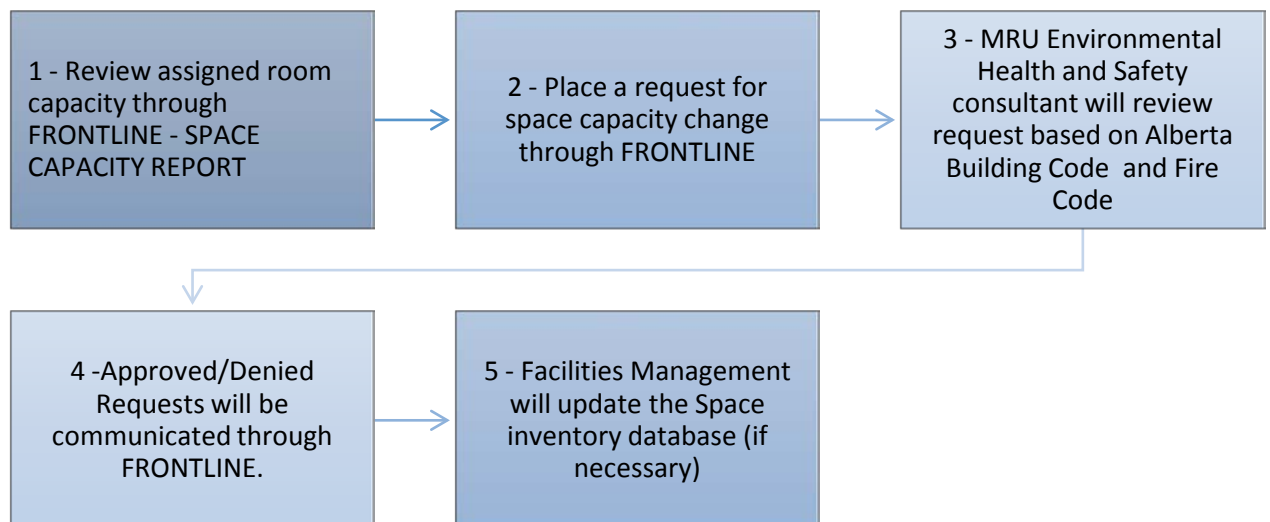 1 - Review assigned room
capacity through
FRONTLINE - SPACE
CAPACITY REPORT
2 - Place a request for
space capacity change
through FRONTLINE
3 - MRU Environmental
Health and Safety
consultant will review
request based on Alberta
Building Code  and Fire
Code
4 -Approved/Denied
Requests will be
communicated through
FRONTLINE.
5 - Facilities Management
will update the Space
inventory database (if
necessary)